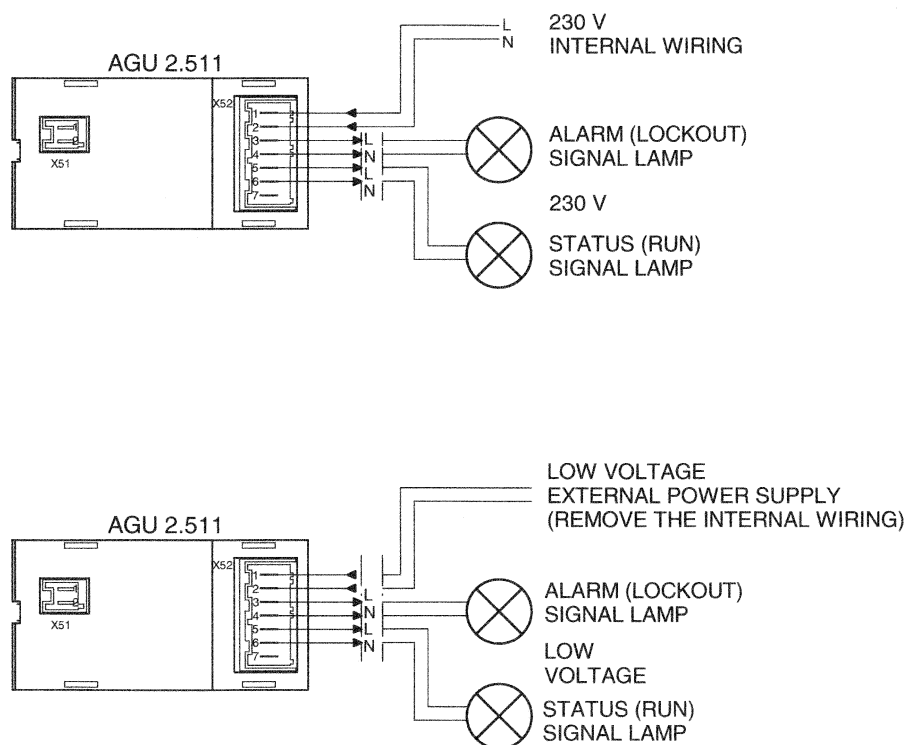 L
230 V
N
INTERNAL WIRING
AGU 2.511
X52
1
2
3
4
5
6
7
L
N
L
N
X51
ALARM (LOCKOUT)
SIGNAL LAMP
230 V
STATUS (RUN)
SIGNAL LAMP
LOW VOLTAGE
EXTERNAL POWER SUPPLY
(REMOVE THE INTERNAL WIRING)
AGU 2.511
X52
1
2
3
4
5
6
7
L
N
L
N
X51
ALARM (LOCKOUT)
SIGNAL LAMP
LOW
VOLTAGE
STATUS (RUN)
SIGNAL LAMP